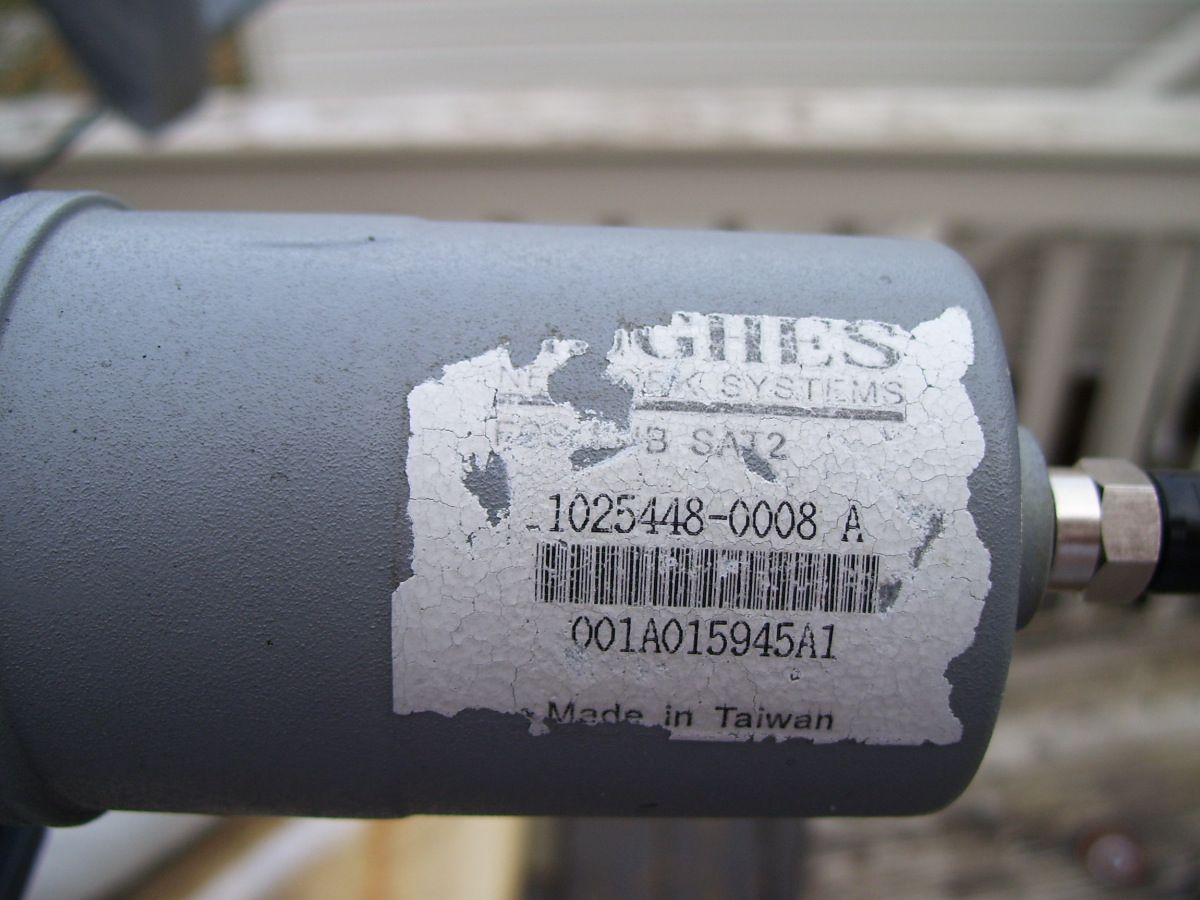 GHES
SYSTEMS
SAT2
1025448-0008 A
001A015945A1
Made in Taiwan